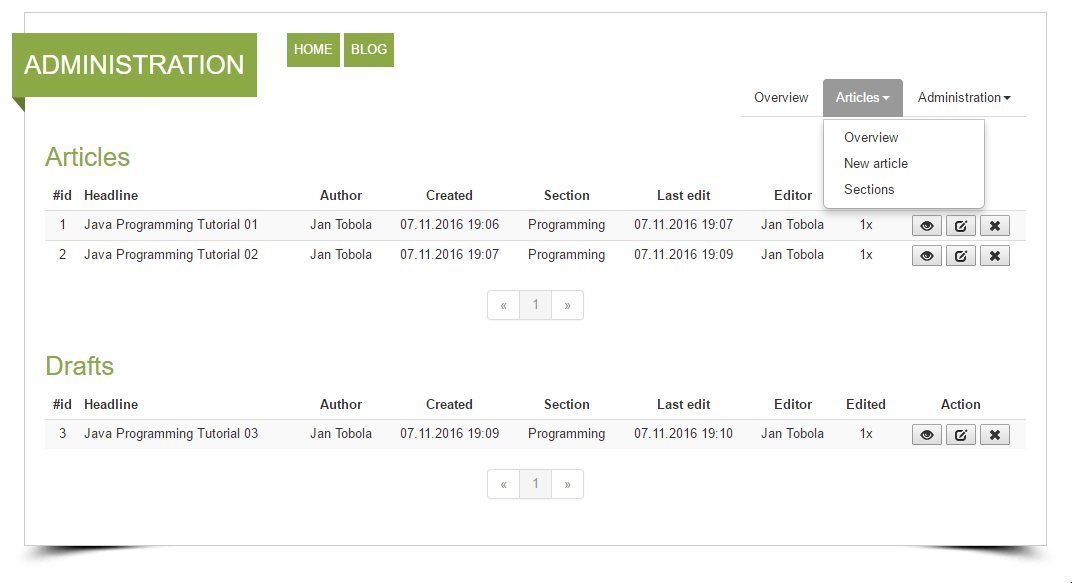 ADMINISTRATION
HOME BLOG
Overview Articles Administration
Overview
New article
Sections
Articles
#id Headline Author Created Section Last edit Editor
1 Java Programming Tutorial 01 Jan Tobola 07.11.2016 19:06 Programming 07.11.2016 19:07 Jan Tobola 1x
2 Java Programming Tutorial 02 Jan Tobola 07.11.2016 19:07 Programming 07.11.2016 19:09 Jan Tobola 1x
« 1 »
Drafts
#id Headline Author Created Section Last edit Editor Edited Action
3 Java Programming Tutorial 03 Jan Tobola 07.11.2016 19:09 Programming 07.11.2016 19:10 Jan Tobola 1x
« 1 »